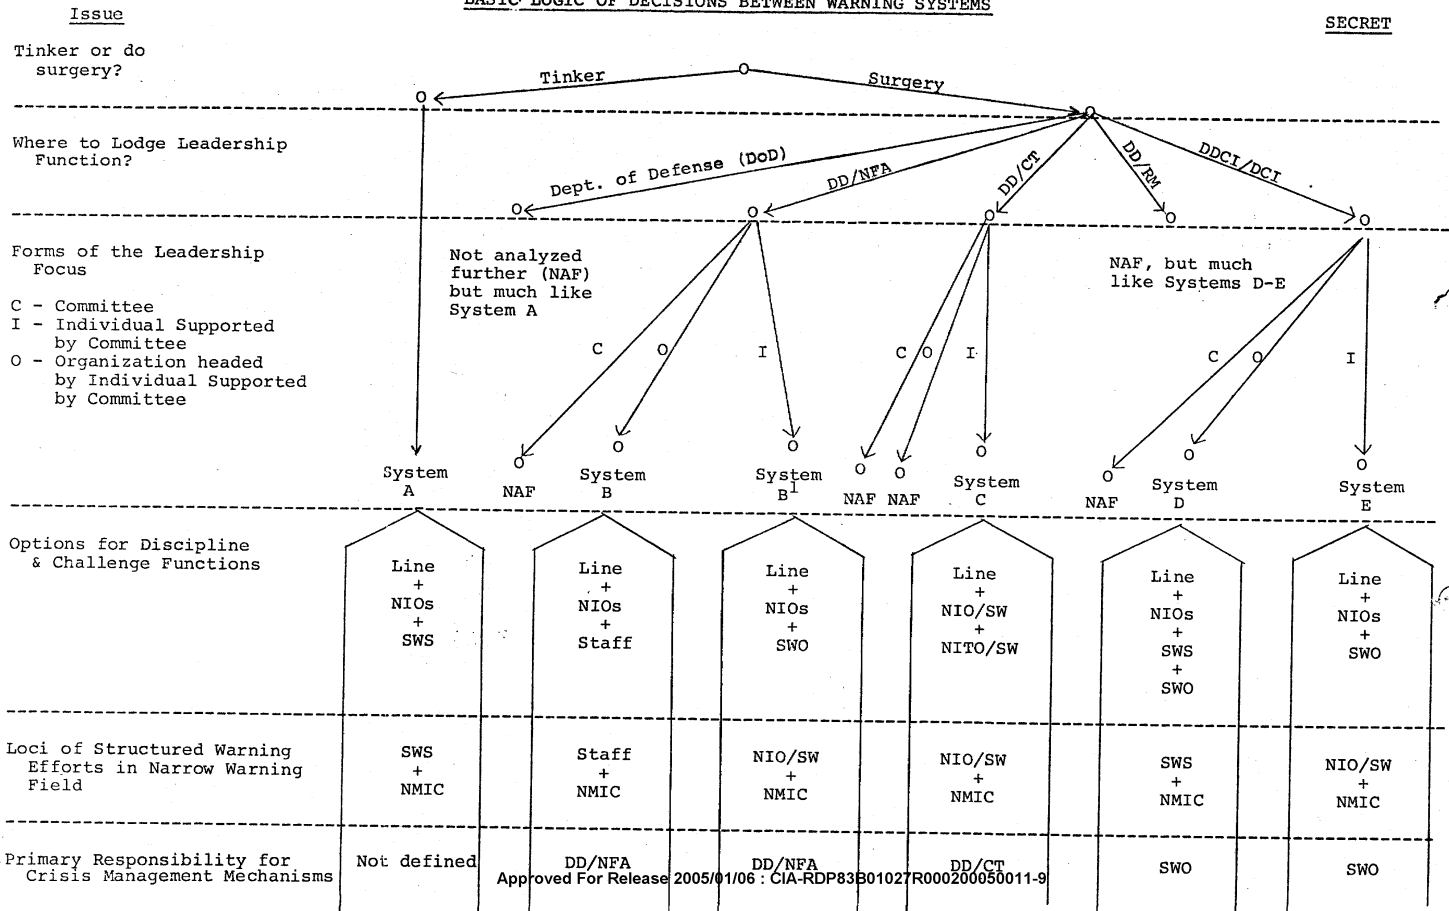 BASIC LOGIC OF DECISIONS BETWEEN WARNING SYSTEMS
Issue
SECRET
Tinker or do
surgery?
Tinker
O
Surgery
O
O
Where to Lodge Leadership
Function?
Dept. of Defense (DoD)
DD/NFA
DD/CT
DD/RM
DDCI/DCI
O
O
O
O
O
Forms of the Leadership
Focus
C - Committee
I - Individual Supported
by Committee
O - Organization headed
by Individual Supported
by Committee
Not analyzed
further (NAF)
but much like
System A
NAF, but much
like Systems D-E
C
O
I
C
O
I
C
O
I
O
O
O
O
O
O
O
O
O
System
A
NAF
System
B
System
B1
NAF
NAF
System
C
NAF
System
D
System
E
Options for Discipline
& Challenge Functions
Line
+
NIOs
+
SWS
Line
+
NIOs
+
Staff
Line
+
NIOs
+
SWO
Line
+
NIO/SW
+
NITO/SW
Line
+
NIOs
+
SWS
+
SWO
Line
+
NIOs
+
SWO
Loci of Structured Warning
Efforts in Narrow Warning
Field
SWS
+
NMIC
Staff
+
NMIC
NIO/SW
+
NMIC
NIO/SW
+
NMIC
SWS
+
NMIC
NIO/SW
+
NMIC
Primary Responsibility for
Crisis Management Mechanisms
Not defined
DD/NFA
DD/NFA
DD/CT
SWO
SWO
Approved For Release 2005/01/06 : CIA-RDP83B01027R000200050011-9